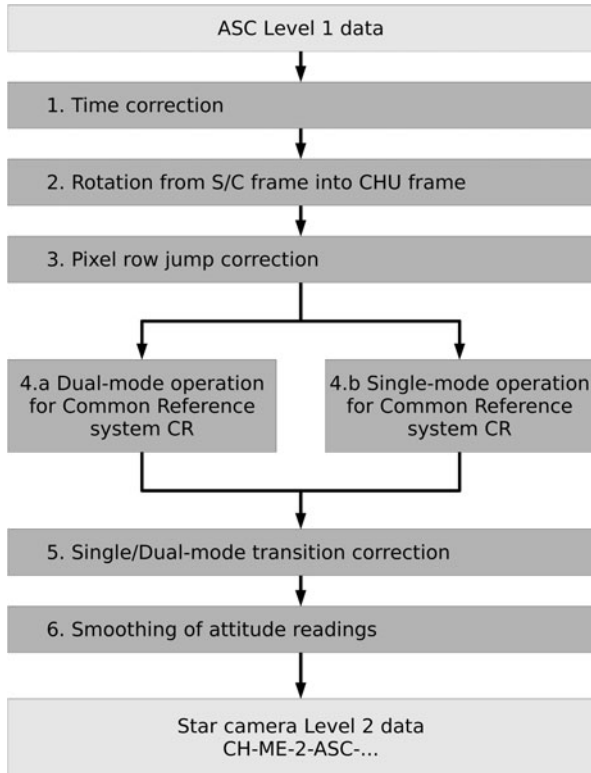 ASC Level 1 data
1. Time correction
2. Rotation from S/C frame into CHU frame
3. Pixel row jump correction
4.a Dual-mode operation
for Common Reference
system CR
4.b Single-mode operation
for Common Reference
system CR
5. Single/Dual-mode transition correction
6. Smoothing of attitude readings
Star camera Level 2 data
CH-ME-2-ASC-...